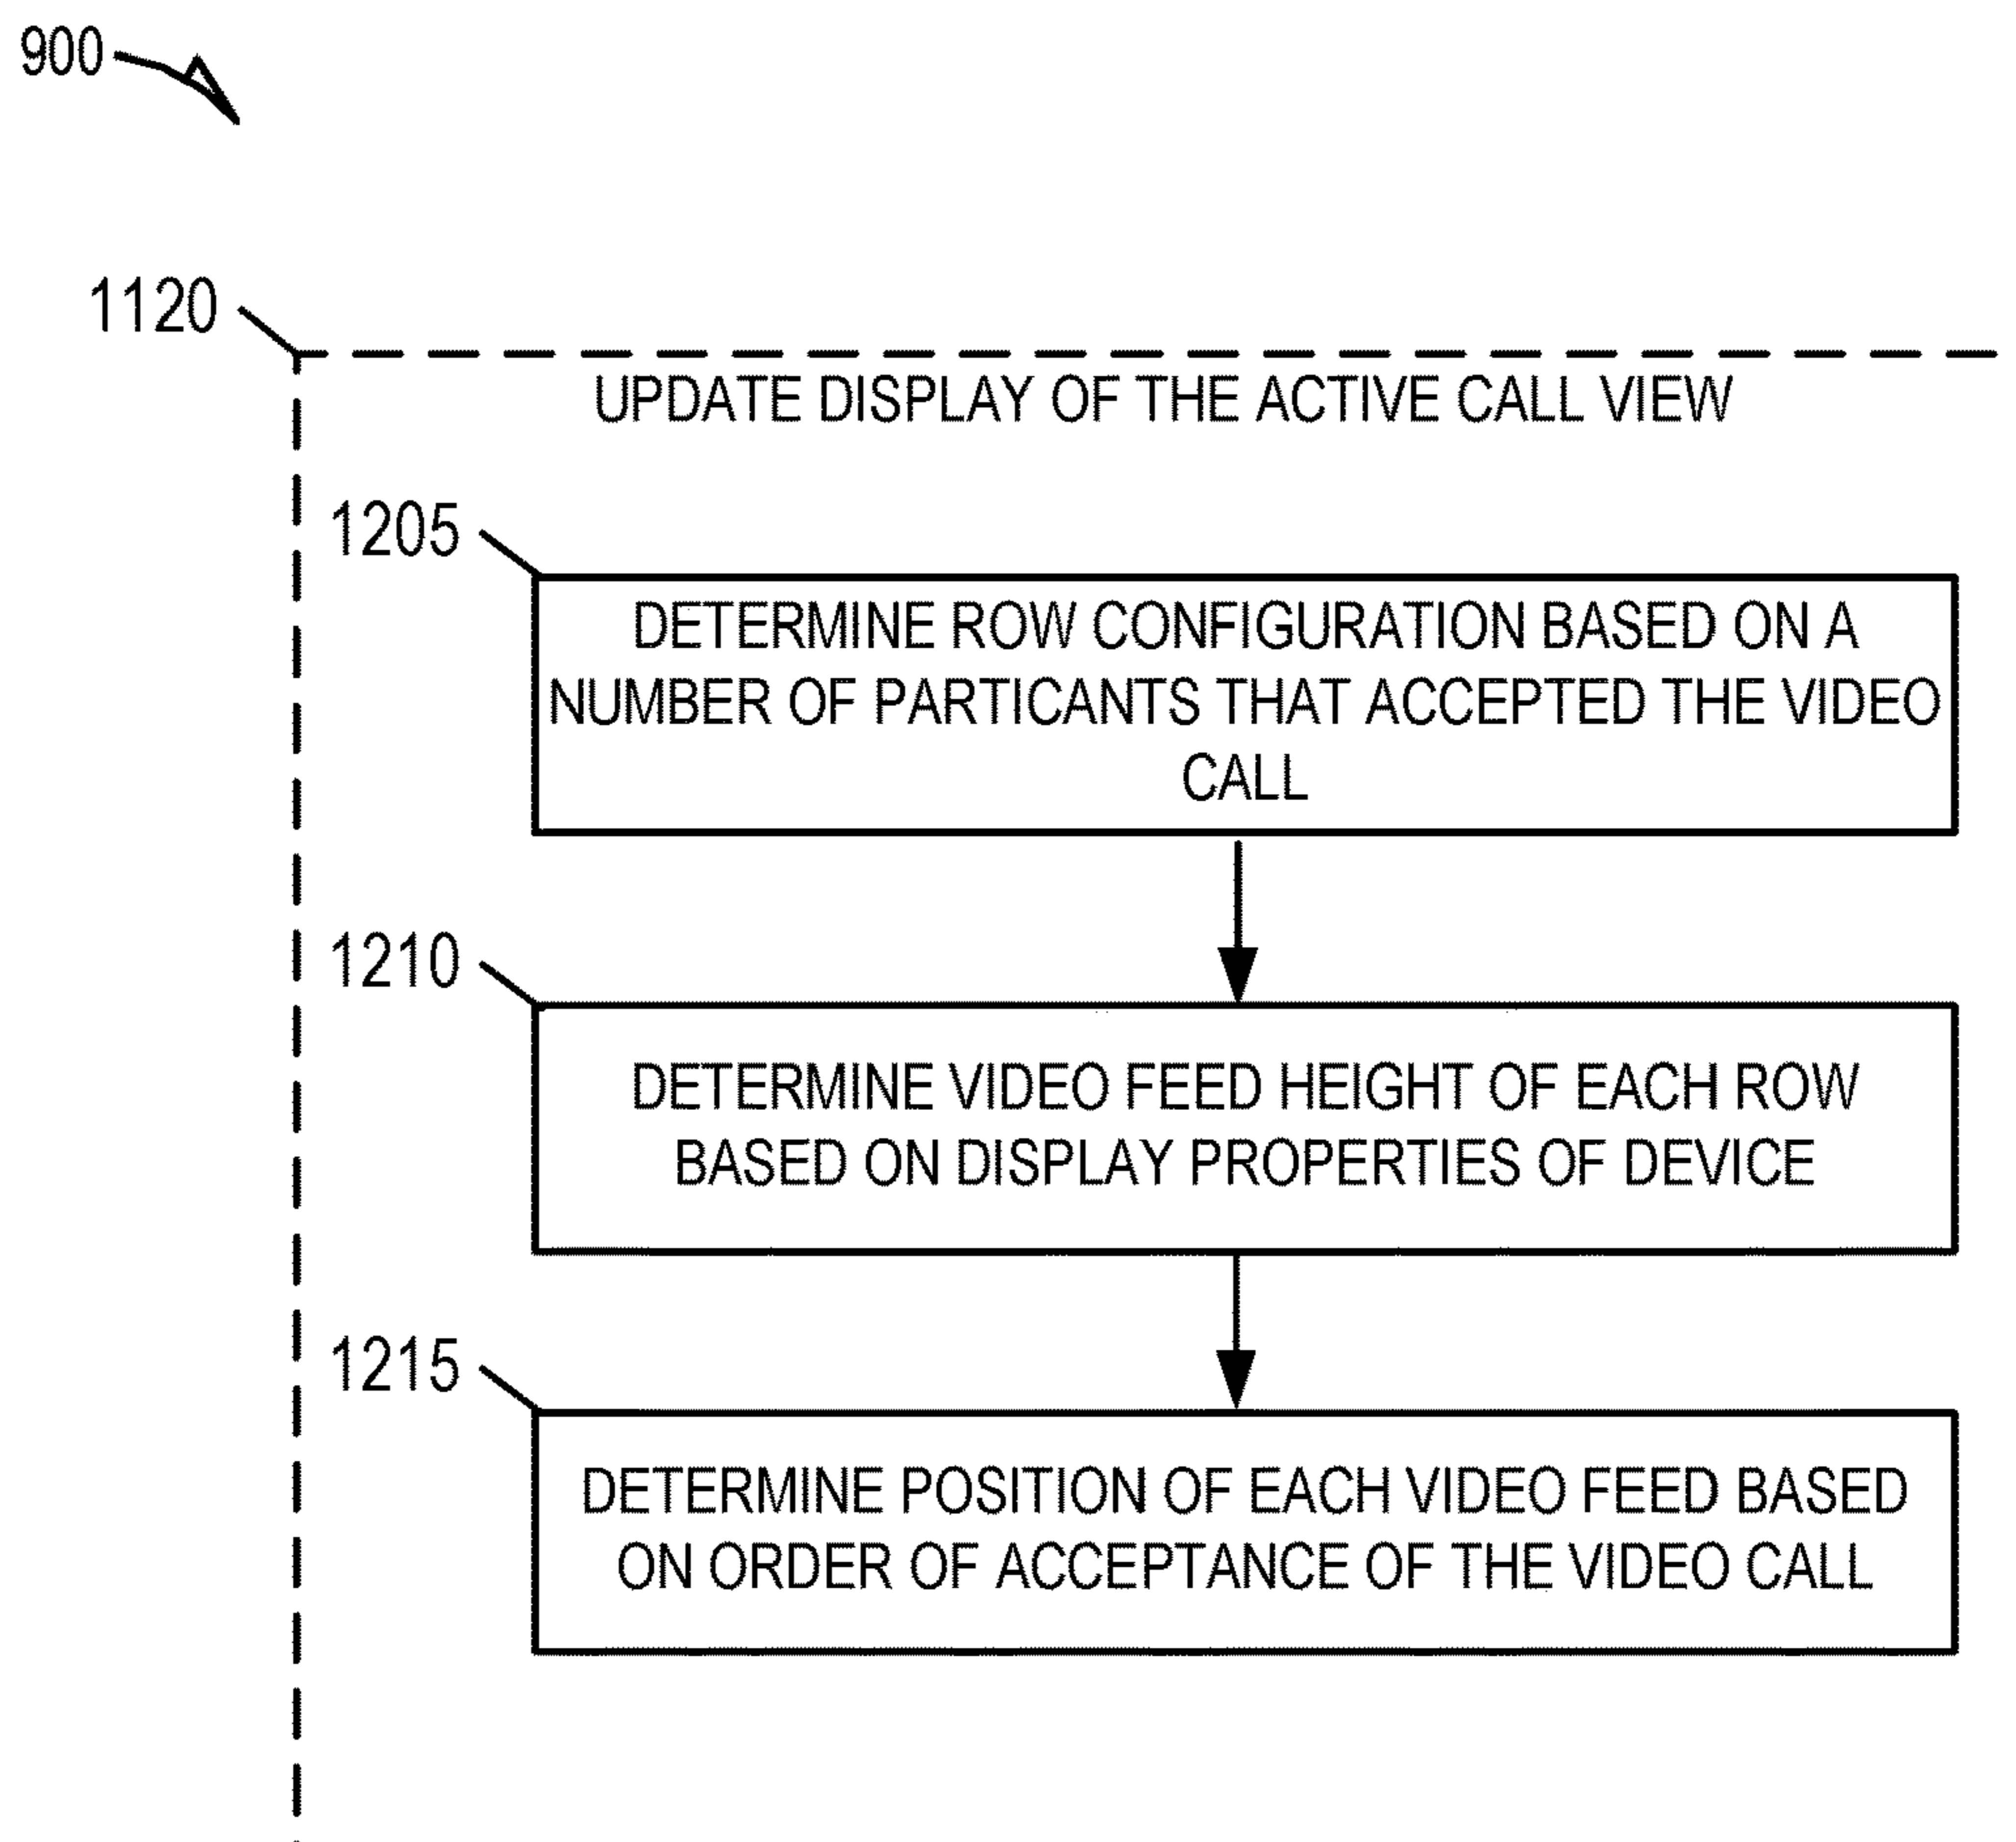 900
1120
UPDATE DISPLAY OF THE ACTIVE CALL VIEW
1205
DETERMINE ROW CONFIGURATION BASED ON A
NUMBER OF PARTICANTS THAT ACCEPTED THE VIDEO
CALL
1210
DETERMINE VIDEO FEED HEIGHT OF EACH ROW
BASED ON DISPLAY PROPERTIES OF DEVICE
1215
DETERMINE POSITION OF EACH VIDEO FEED BASED
ON ORDER OF ACCEPTANCE OF THE VIDEO CALL